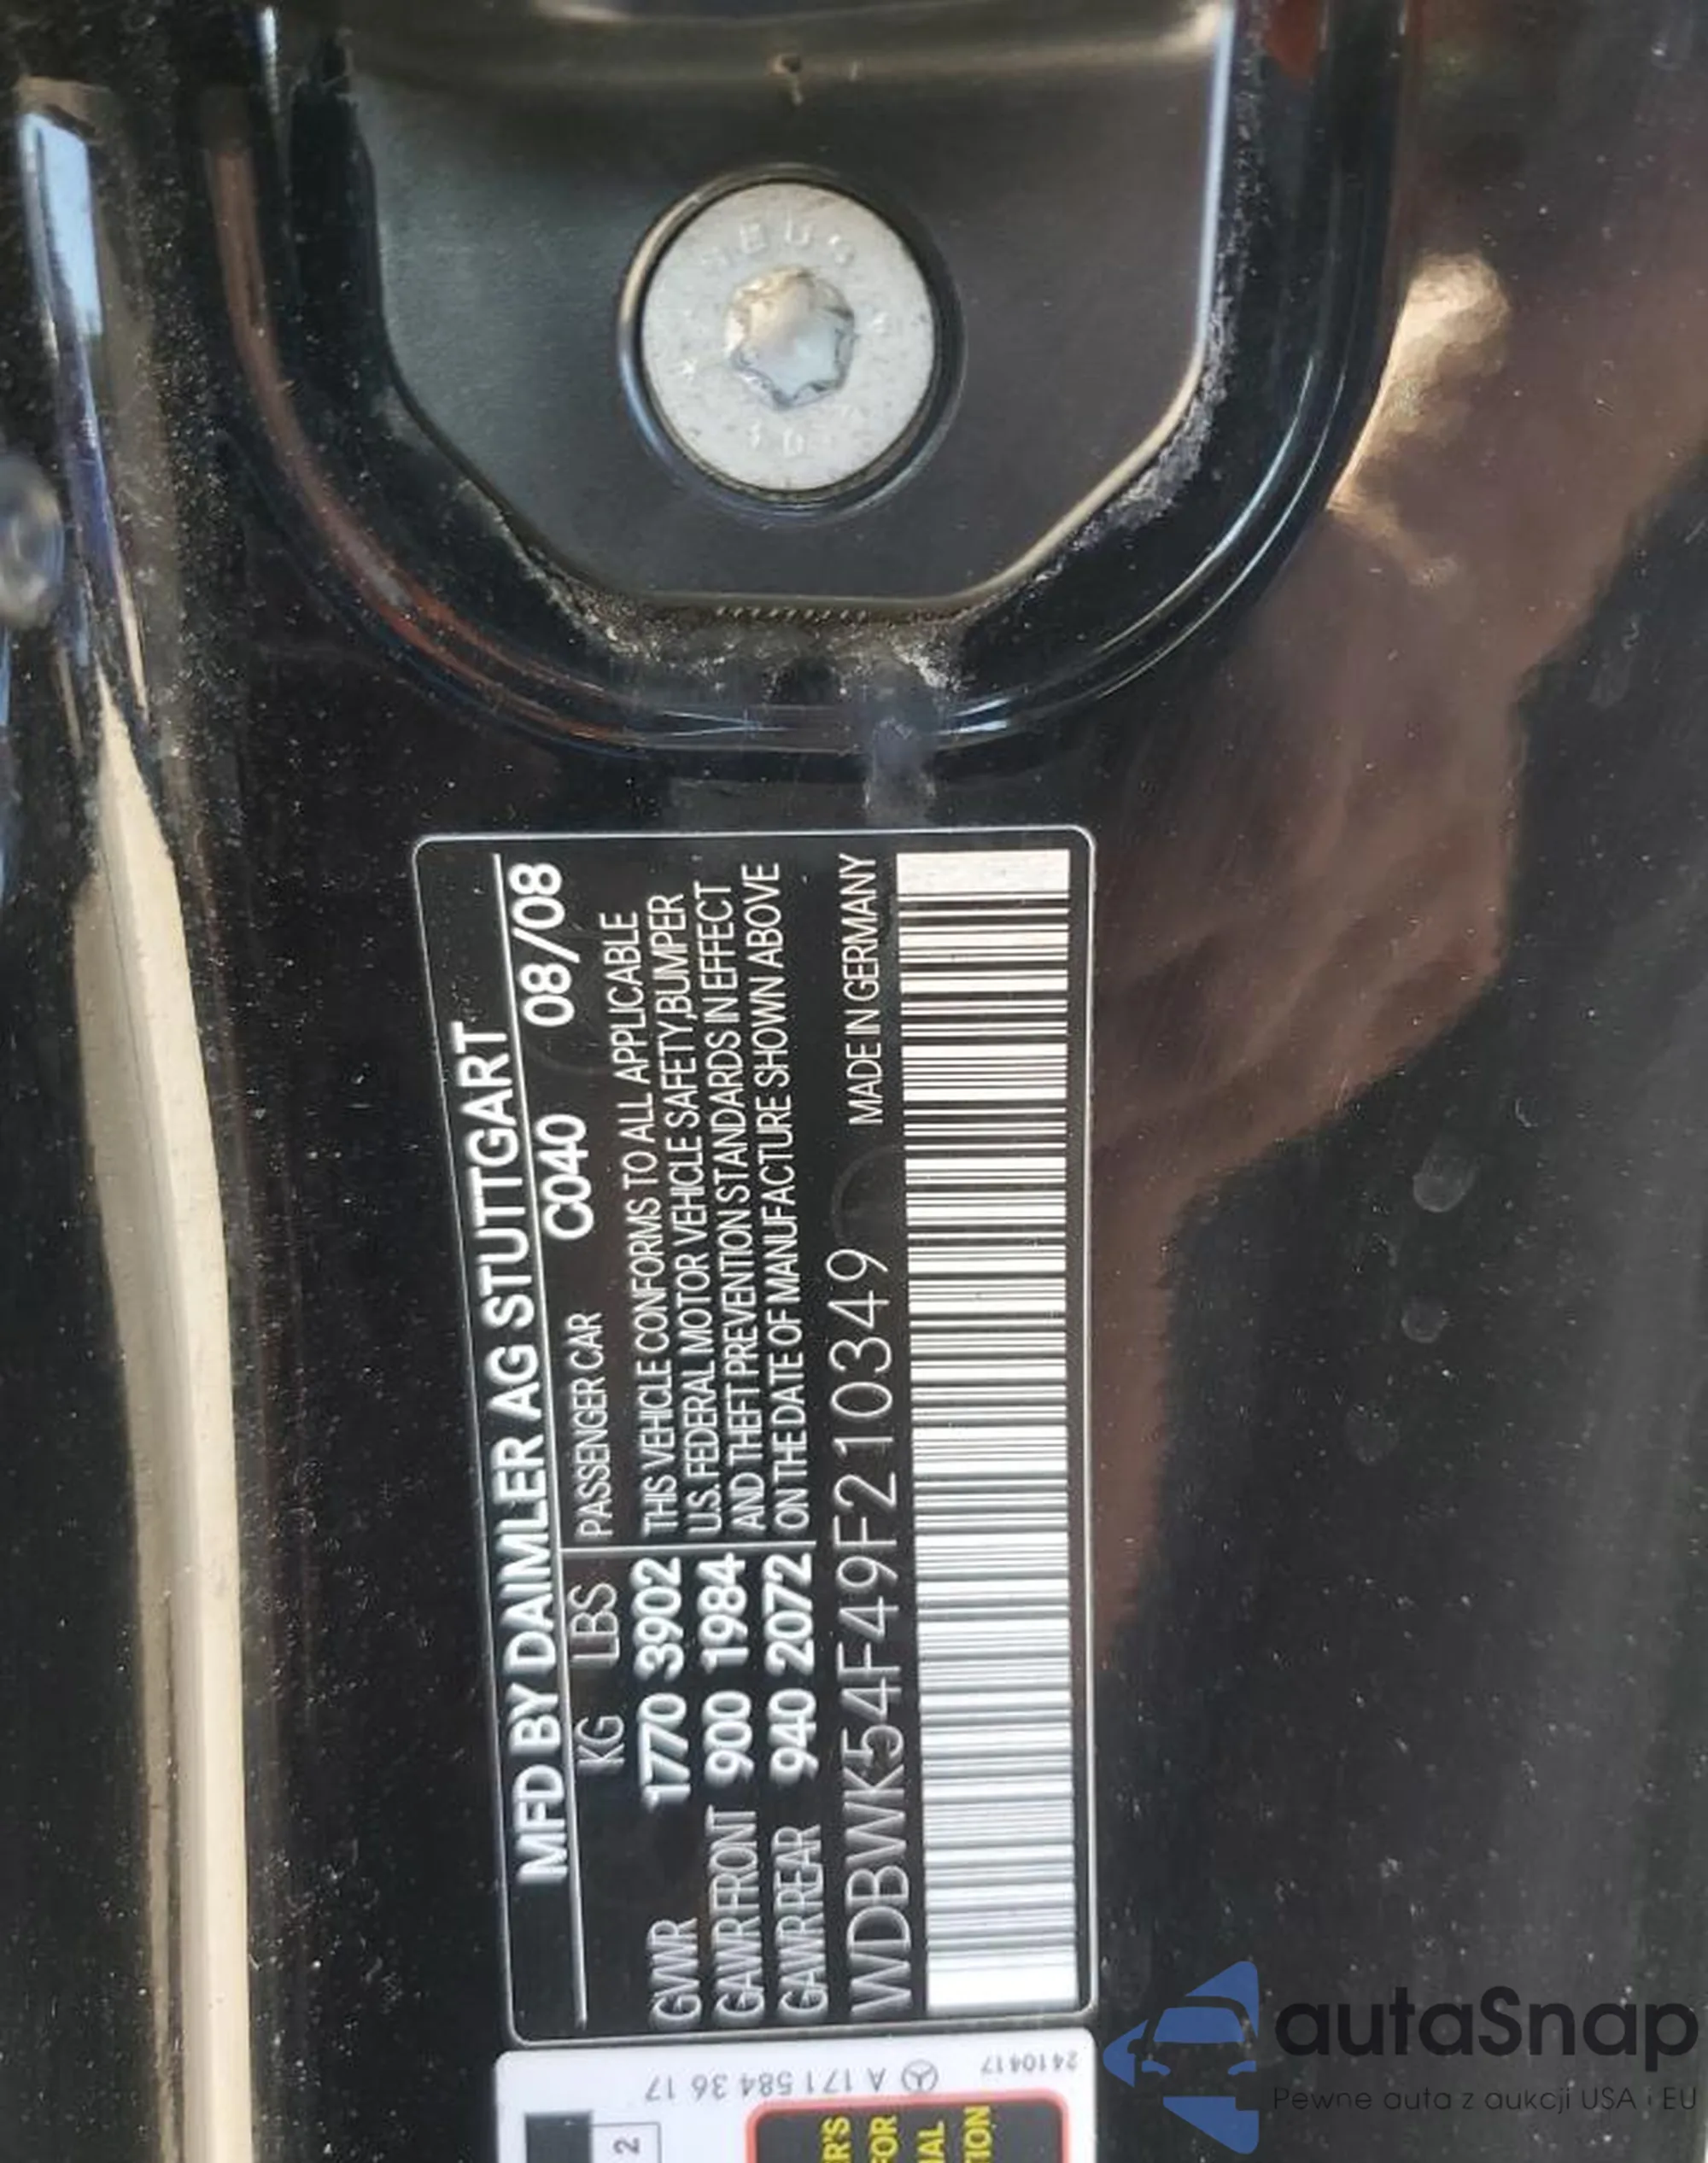 MFD BY DAIMLER AG STUTTGART
C040 08/08
KG LBS PASSENGER CAR
GVWR 1770 3902 THIS VEHICLE CONFORMS TO ALL APPLICABLE
GAWR FRONT 900 1984 U.S. FEDERAL MOTOR VEHICLE SAFETY,BUMPER
AND THEFT PREVENTION STANDARDS IN EFFECT
GAWR REAR 940 2072 ON THE DATE OF MANUFACTURE SHOWN ABOVE
WDBWK54F49F210349 MADE IN GERMANY
A 171 584 36 17
2410417
2
autaSnap
Pewne auta z aukcji USA i EU